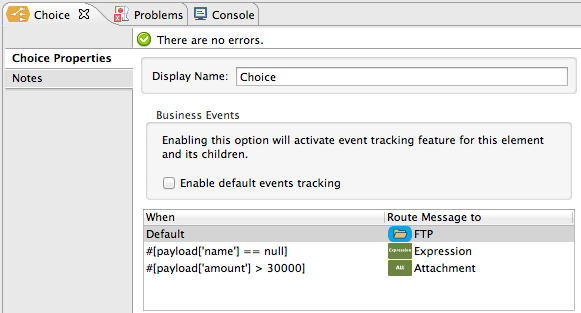 Choice
Problems
Console
There are no errors.
Choice Properties
Notes
Display Name: Choice
Business Events
Enabling this option will activate event tracking feature for this element
and its children.
Enable default events tracking
When Route Message to
Default FTP
#[payload['name'] == null] Expression Expression
#[payload['amount'] > 30000] Attachment